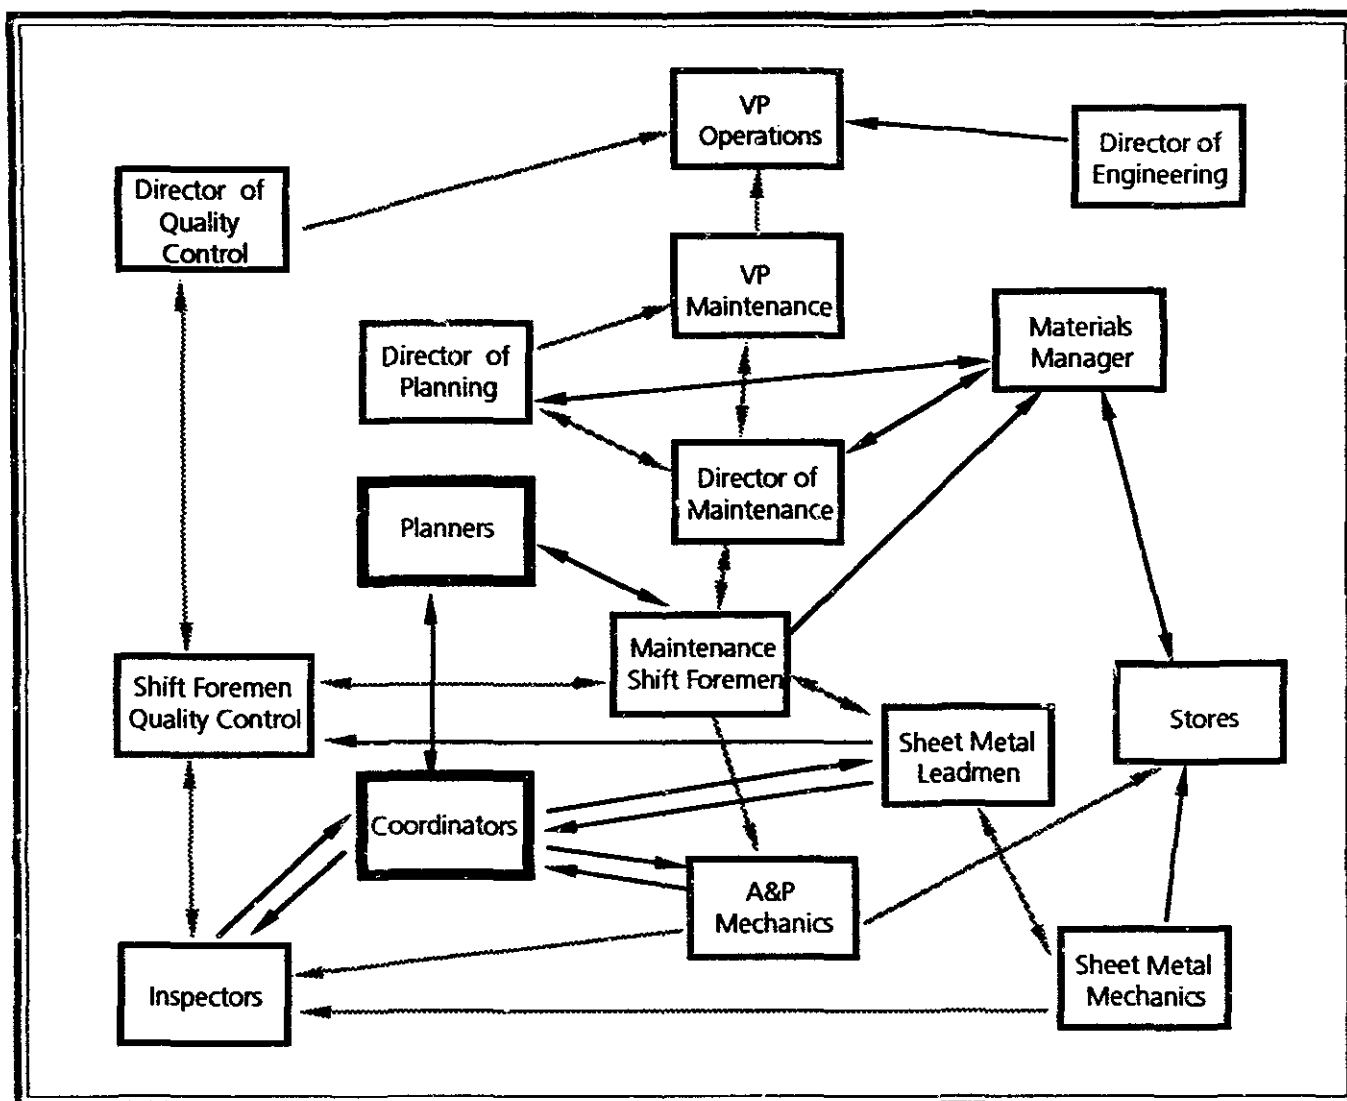 VP
Operations
Director of
Engineering
Director of
Quality
Control
VP
Maintenance
Materials
Manager
Director of
Planning
Director of
Maintenance
Planners
Maintenance
Shift Foremen
Shift Foremen
Quality Control
Stores
Sheet Metal
Leadmen
Coordinators
A&P
Mechanics
Sheet Metal
Mechanics
Inspectors